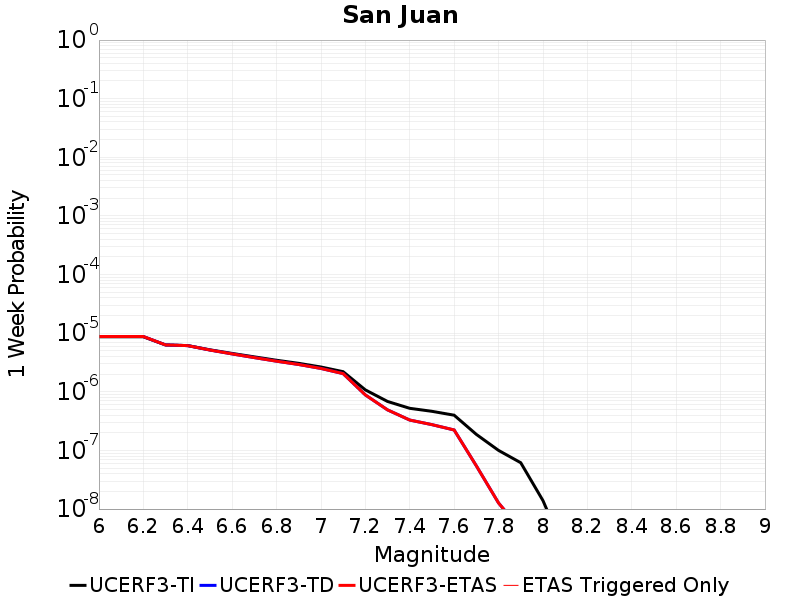 San Juan
1 Week Probability
10^0
10^-1
10^-2
10^-3
10^-4
10^-5
10^-6
10^-7
10^-8
6 6.2 6.4 6.6 6.8 7 7.2 7.4 7.6 7.8 8 8.2 8.4 8.6 8.8 9
Magnitude
UCERF3-TI UCERF3-TD UCERF3-ETAS ETAS Triggered Only